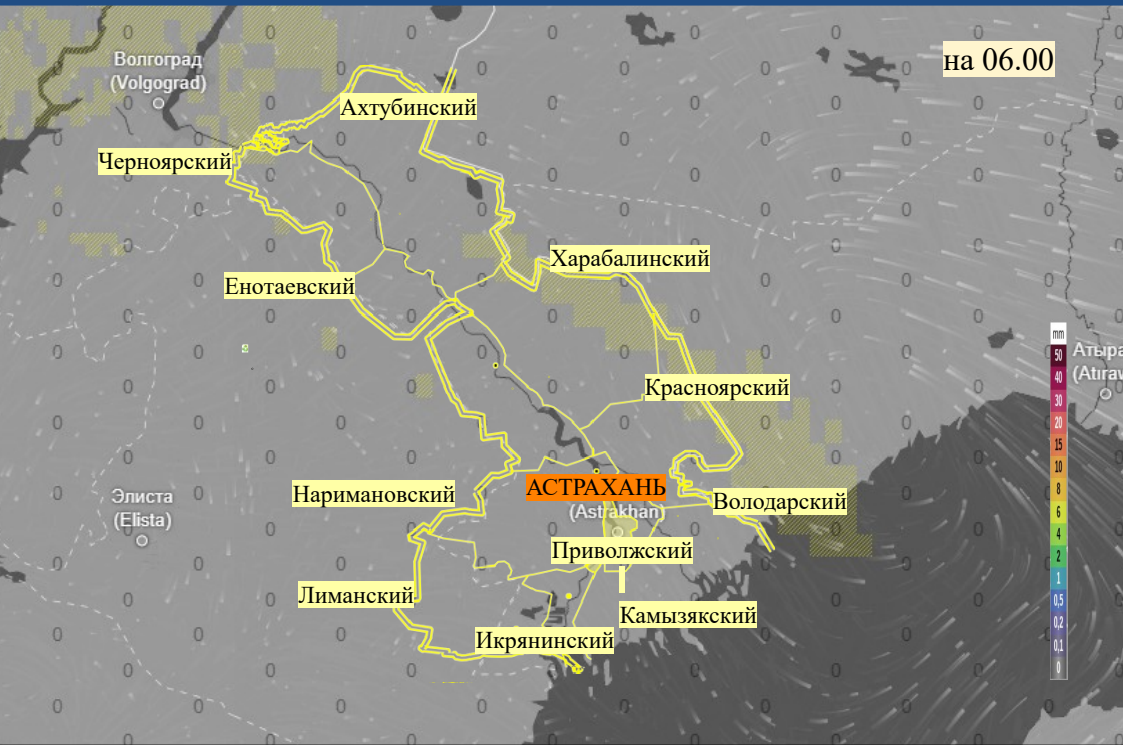 на 06.00
Волгоград
(Volgograd)
Ахтубинский
Черноярский
Харабалинский
Енотаевский
mm
50
40
30
20
15
10
8
6
4
2
1
0,5
0,2
0,1
0
Атыра
(Atıraw
Красноярский
Элиста
(Elista)
Наримановский
АСТРАХАНЬ
(Astrakhan)
Володарский
Приволжский
Лиманский
Камызякский
Икрянинский